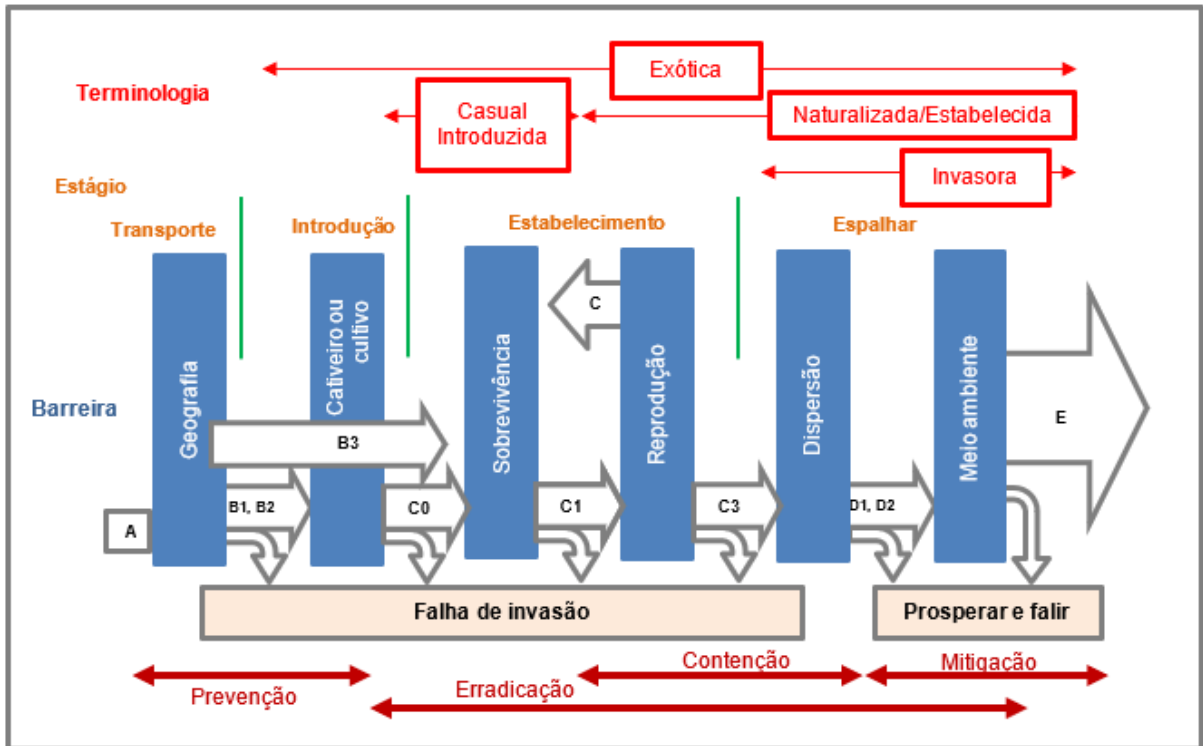 Exótica
Terminologia
Casual
Introduzida
Naturalizada/Estabelecida
Invasora
Estágio
Transporte
Introdução
Estabelecimento
Espalhar
Barreira
Geografia
Cativeiro ou
cultivo
Sobrevivência
Reprodução
Dispersão
Meio ambiente
C
B3
E
A
B1, B2
C0
C1
C3
D1, D2
Falha de invasão
Prosperar e falir
Prevenção
Erradicação
Contenção
Mitigação